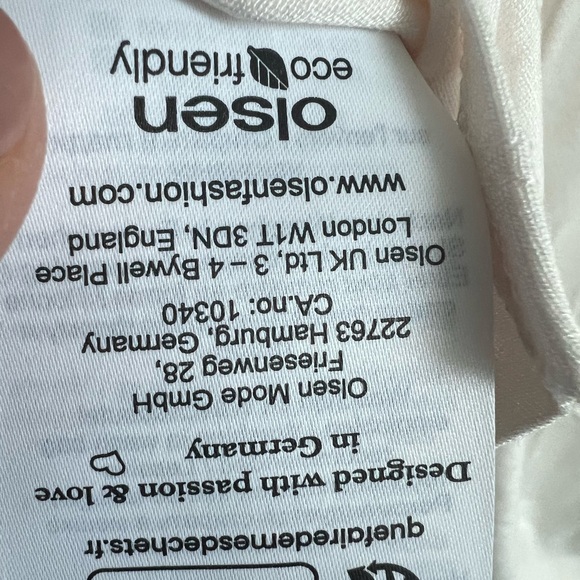 quefairedemesdechets.fr
Designed with passion & love
in Germany
Olsen Mode GmbH
Friesenweg 28,
22763 Hamburg, Germany
CA.no: 10340
Olsen UK Ltd, 3 – 4 Bywell Place
London W1T 3DN, England
www.olsenfashion.com
olsen
eco friendly